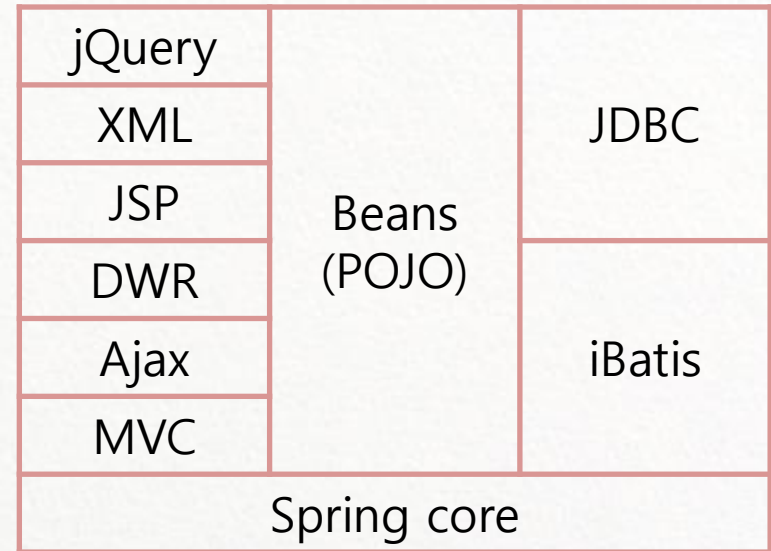 jQuery
XML
JSP
DWR
Ajax
MVC
Beans
(POJO)
JDBC
iBatis
Spring core